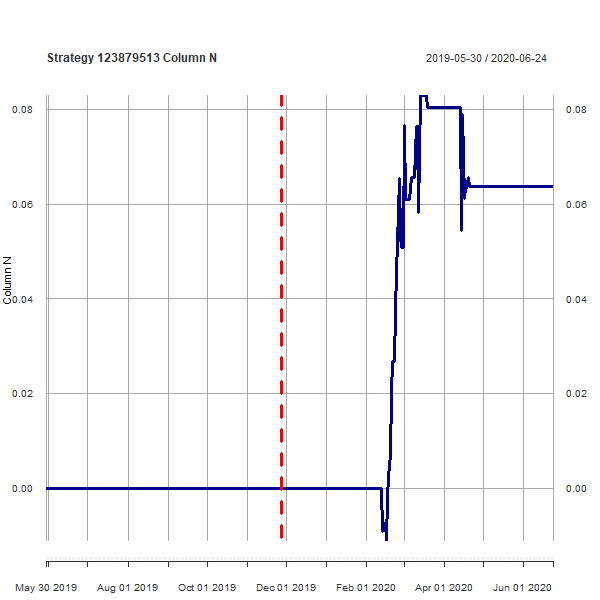 Strategy 123879513 Column N
2019-05-30 / 2020-06-24
0.08
0.08
0.06
0.06
Column N
0.04
0.04
0.02
0.02
0.00
0.00
May 30 2019
Aug 01 2019
Oct 01 2019
Dec 01 2019
Feb 01 2020
Apr 01 2020
Jun 01 2020